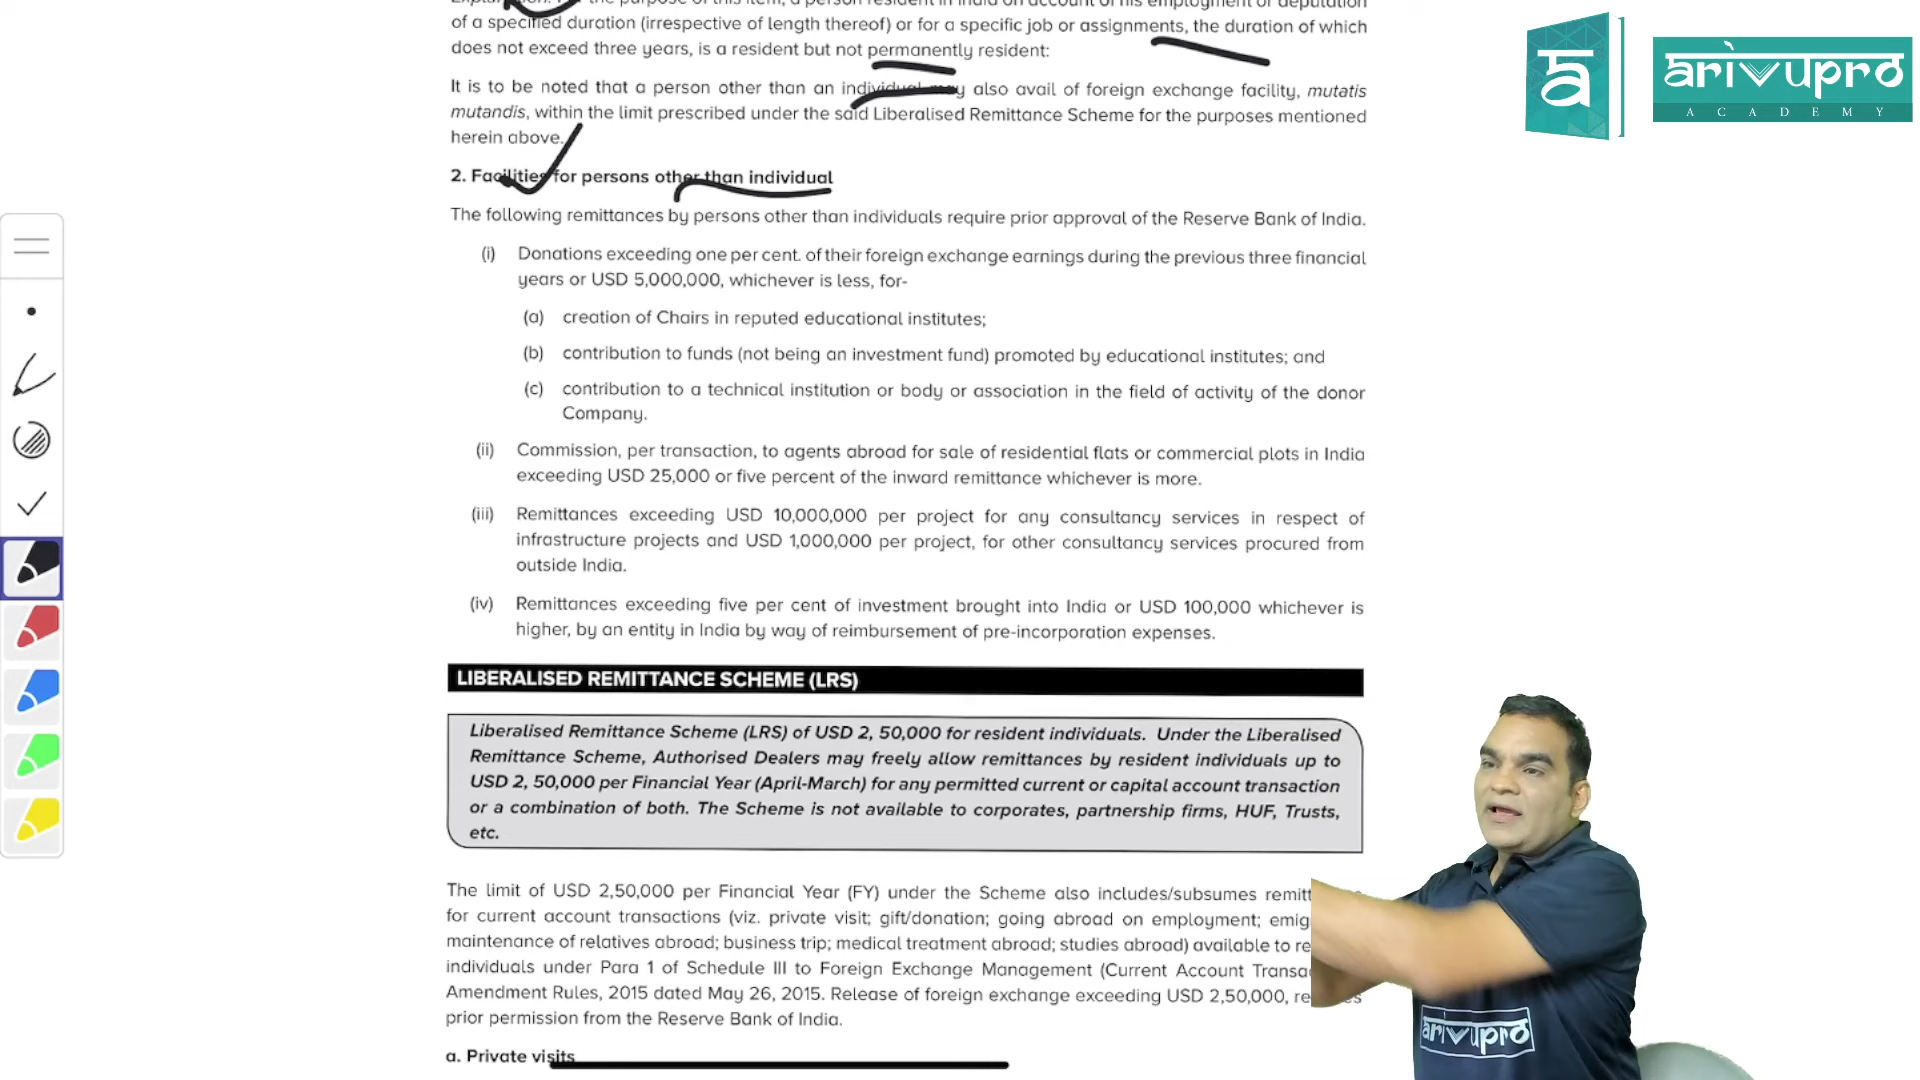 Explanation: For the purpose of this item, a person resident in India on account of his employment or deputation
of a specified duration (irrespective of length thereof) or for a specific job or assignments, the duration of which
does not exceed three years, is a resident but not permanently resident:
It is to be noted that a person other than an individual may also avail of foreign exchange facility, mutatis
mutandis, within the limit prescribed under the said Liberalised Remittance Scheme for the purposes mentioned
herein above.
2. Facilities for persons other than individual
The following remittances by persons other than individuals require prior approval of the Reserve Bank of India.
(i) Donations exceeding one per cent. of their foreign exchange earnings during the previous three financial
years or USD 5,000,000, whichever is less, for-
(a) creation of Chairs in reputed educational institutes;
(b) contribution to funds (not being an investment fund) promoted by educational institutes; and
(c) contribution to a technical institution or body or association in the field of activity of the donor
Company.
(ii) Commission, per transaction, to agents abroad for sale of residential flats or commercial plots in India
exceeding USD 25,000 or five percent of the inward remittance whichever is more.
(iii) Remittances exceeding USD 10,000,000 per project for any consultancy services in respect of
infrastructure projects and USD 1,000,000 per project, for other consultancy services procured from
outside India.
(iv) Remittances exceeding five per cent of investment brought into India or USD 100,000 whichever is
higher, by an entity in India by way of reimbursement of pre-incorporation expenses.
LIBERALISED REMITTANCE SCHEME (LRS)
Liberalised Remittance Scheme (LRS) of USD 2, 50,000 for resident individuals. Under the Liberalised
Remittance Scheme, Authorised Dealers may freely allow remittances by resident individuals up to
USD 2, 50,000 per Financial Year (April-March) for any permitted current or capital account transaction
or a combination of both. The Scheme is not available to corporates, partnership firms, HUF, Trusts,
etc.
The limit of USD 2,50,000 per Financial Year (FY) under the Scheme also includes/subsumes
for current account transactions (viz. private visit; gift/donation; going abroad on employment;
maintenance of relatives abroad; business trip; medical treatment abroad; studies abroad) available to
individuals under Para 1 of Schedule III to Foreign Exchange Management (Current Account
Amendment Rules, 2015 dated May 26, 2015. Release of foreign exchange exceeding USD 2,50,000,
prior permission from the Reserve Bank of India.
a. Private visits
a
arivupro
ACADEMY
arivupro